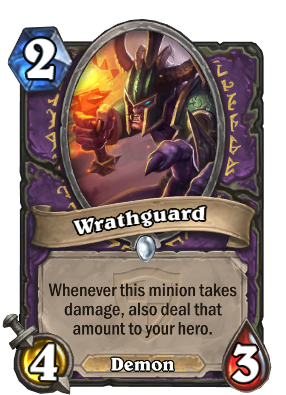 2
Wrathguard
Whenever this minion takes
damage, also deal that
amount to your hero.
4
Demon
3